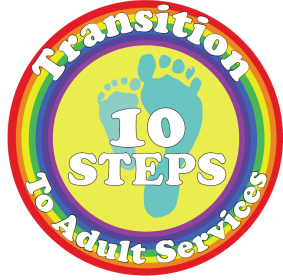 Transition
10
STEPS
To Adult Services